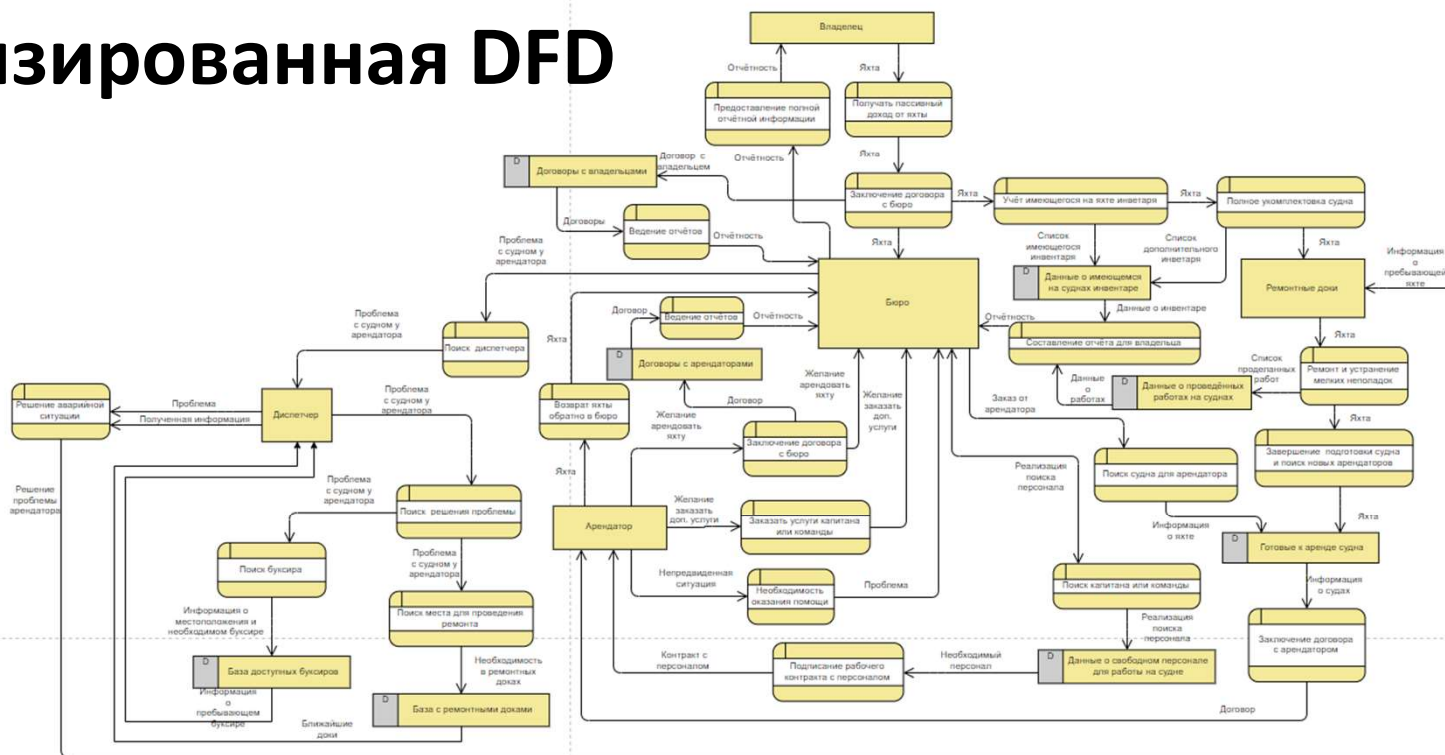 изированная DFD
Владелец
Отчётность
Яхта
Предоставление полной
отчётной информации
Получать пассивный
доход от яхты
Договор с
владельцем
Отчётность
Яхта
D
Договоры с владельцами
Заключение договора
с бюро
Яхта
Учёт имеющегося на яхте инветаря
Яхта
Полное укомплектовка судна
Договоры
Ведение отчётов
Отчётность
Проблема
с судном у
арендатора
Яхта
Список
имеющегося
инвентаря
Список
дополнительного
инветаря
Яхта
Информация
о
пребывающей
яхте
D
Данные о имеющемся
на суднах инвентаре
Ремонтные доки
Бюро
Договор
Ведение отчётов
Отчётность
Данные о инвентаре
Отчётность
Проблема
с судном у
арендатора
Яхта
Поиск диспетчера
Составление отчёта для владельца
Яхта
D
Договоры с арендаторами
Список
проделанных
работ
Ремонт и устранение
мелких неполадок
Желание
арендовать
яхту
Данные
о
работах
D
Данные о проведённых
работах на суднах
Проблема
с судном у
арендатора
Решение аварийной
ситуации
Проблема
Полученная информация
Диспетчер
Возврат яхты
обратно в бюро
Договор
Желание
заказать
доп.
услуги
Заказ от
арендатора
Желание
арендовать
яхту
Заключение договора
с бюро
Яхта
Завершение подготовки судна
и поиск новых арендаторов
Поиск судна для арендатора
Яхта
Реализация
поиска
персонала
Решение
проблемы
арендатора
Проблема
с судном у
арендатора
Поиск решения проблемы
Желание
заказать
доп. услуги
Арендатор
Заказать услуги капитана
или команды
Яхта
Информация
о яхте
D
Готовые к аренде судна
Поиск буксира
Проблема
с судном у
арендатора
Непредвиденная
ситуация
Необходимость
оказания помощи
Проблема
Поиск капитана или команды
Информация
о судах
Информация о
местоположения и
необходимом буксире
Поиск места для проведения
ремонта
Реализация
поиска
персонала
Заключение договора
с арендатором
D
База доступных буксиров
Необходимость
в ремонтных
доках
Контракт с
персоналом
Подписание рабочего
контракта с персоналом
Необходимый
персонал
D
Данные о свободном персонале
для работы на судне
Информация
о
пребывающем
буксире
Ближайшие
доки
D
База с ремонтными доками
Договор